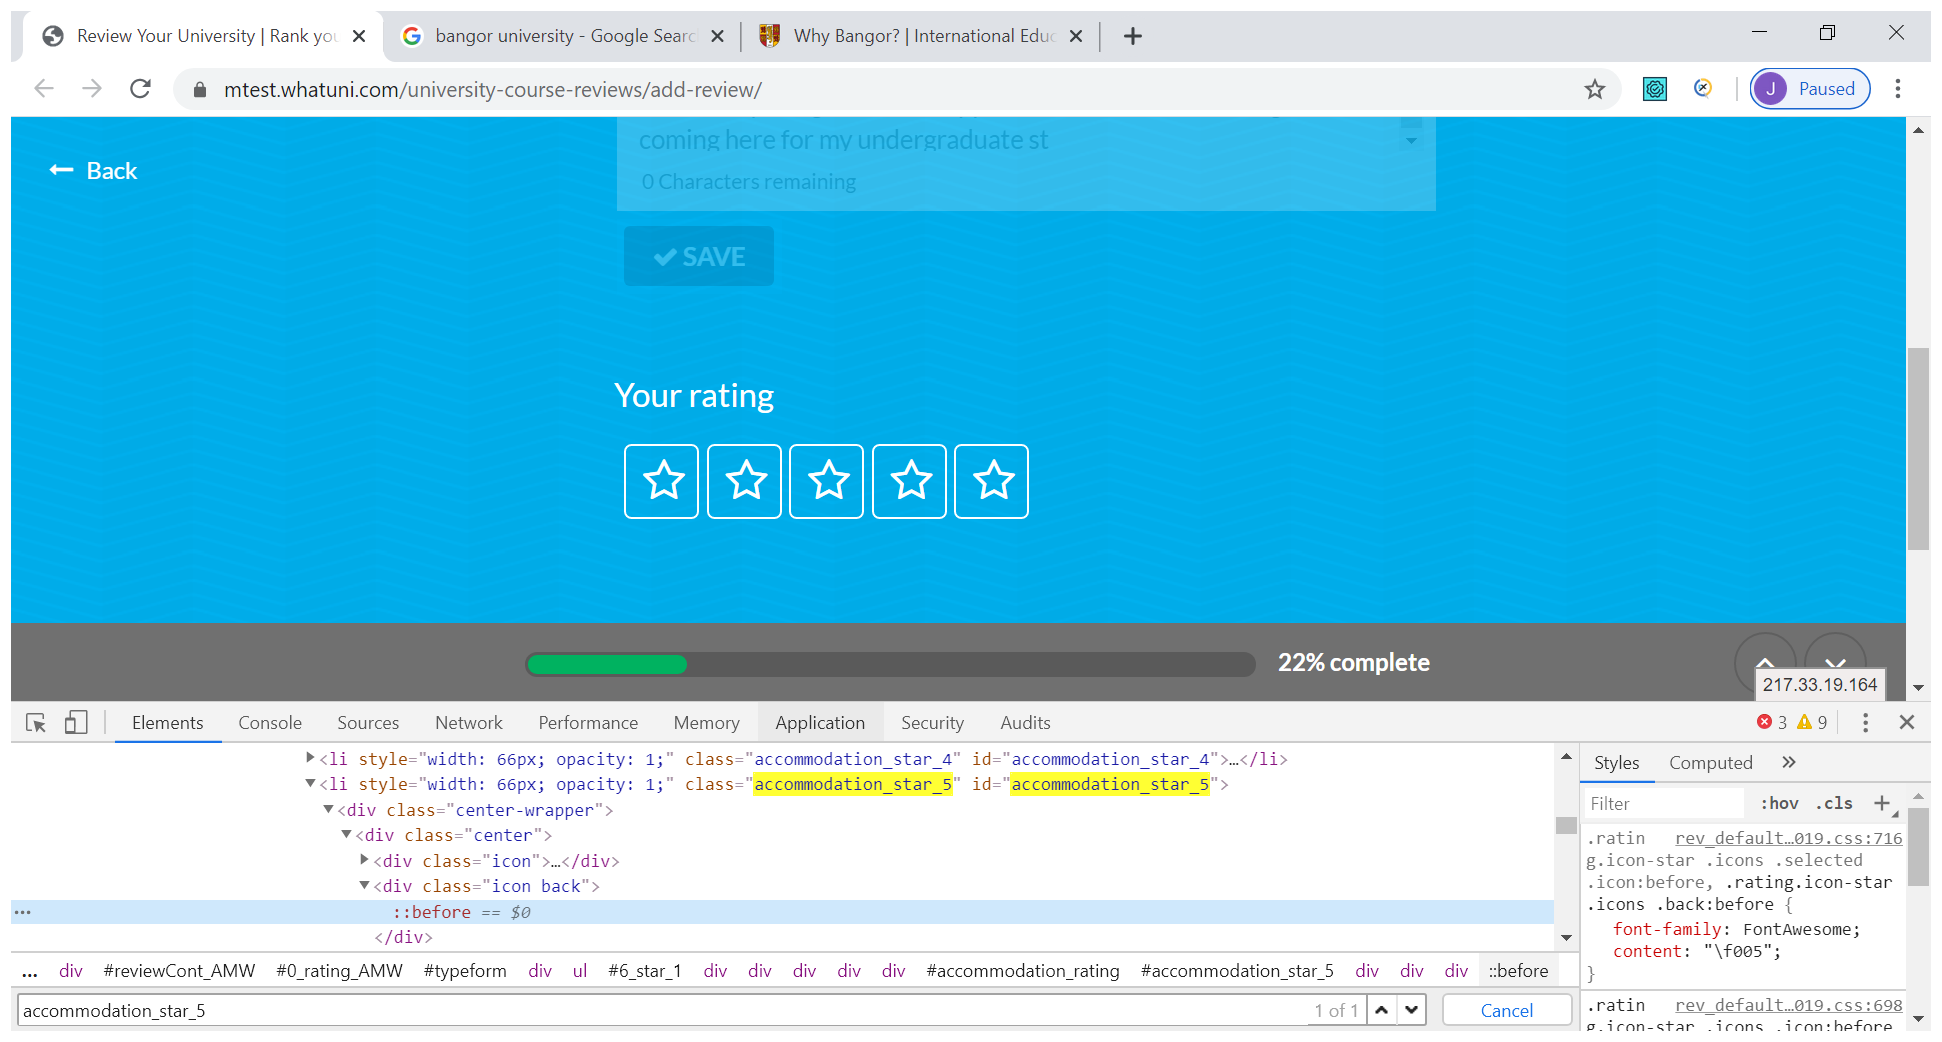 Review Your University | Rank you
bangor university - Google Searc
Why Bangor? | International Educ
mtest.whatuni.com/university-course-reviews/add-review/
J Paused
coming here for my undergraduate st
← Back
0 Characters remaining
SAVE
Your rating
22% complete
217.33.19.164
Elements Console Sources Network Performance Memory Application Security Audits
3 9
<li style="width: 66px; opacity: 1;" class="accommodation_star_4" id="accommodation_star_4">…</li>
<li style="width: 66px; opacity: 1;" class="accommodation_star_5" id="accommodation_star_5">
<div class="center-wrapper">
<div class="center">
<div class="icon">…</div>
<div class="icon back">
::before == $0
</div>
... div #reviewCont_AMW #0_rating_AMW #typeform div ul #6_star_1 div div div div div #accommodation_rating #accommodation_star_5 div div div ::before
accommodation_star_5 1 of 1 Cancel
Styles Computed »
Filter :hov .cls +
.ratin rev_default…019.css:716
g.icon-star .icons .selected
.icon:before, .rating.icon-star
.icons .back:before {
font-family: FontAwesome;
content: "\f005";
}
.ratin rev_default…019.css:698
g.icon-star .icons .icon:before